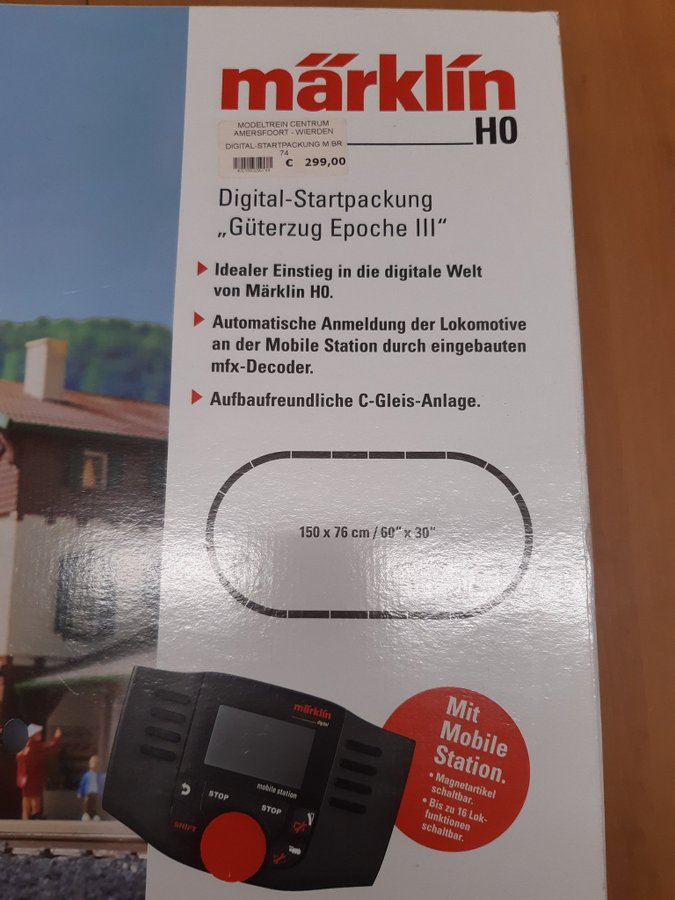 märklín
H0
MODELTREIN CENTRUM
AMERSFOORT - WIERDEN
DIGITAL-STARTPACKUNG M.BR
74
€ 299,00
Digital-Startpackung
„Güterzug Epoche III“
Idealer Einstieg in die digitale Welt
von Märklin H0.
Automatische Anmeldung der Lokomotive
an der Mobile Station durch eingebauten
mfx-Decoder.
Aufbaufreundliche C-Gleis-Anlage.
150 x 76 cm / 60“ x 30“
märklín
digital
mobile station
STOP
STOP
SHIFT
Mit
Mobile
Station.
• Magnetartikel
schaltbar.
• Bis zu 16 Lok-
funktionen
schaltbar.